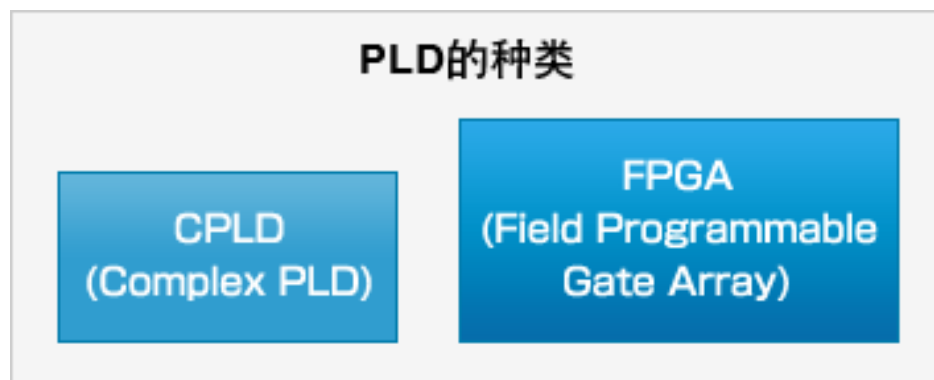 PLD的种类
CPLD
(Complex PLD)
FPGA
(Field Programmable
Gate Array)